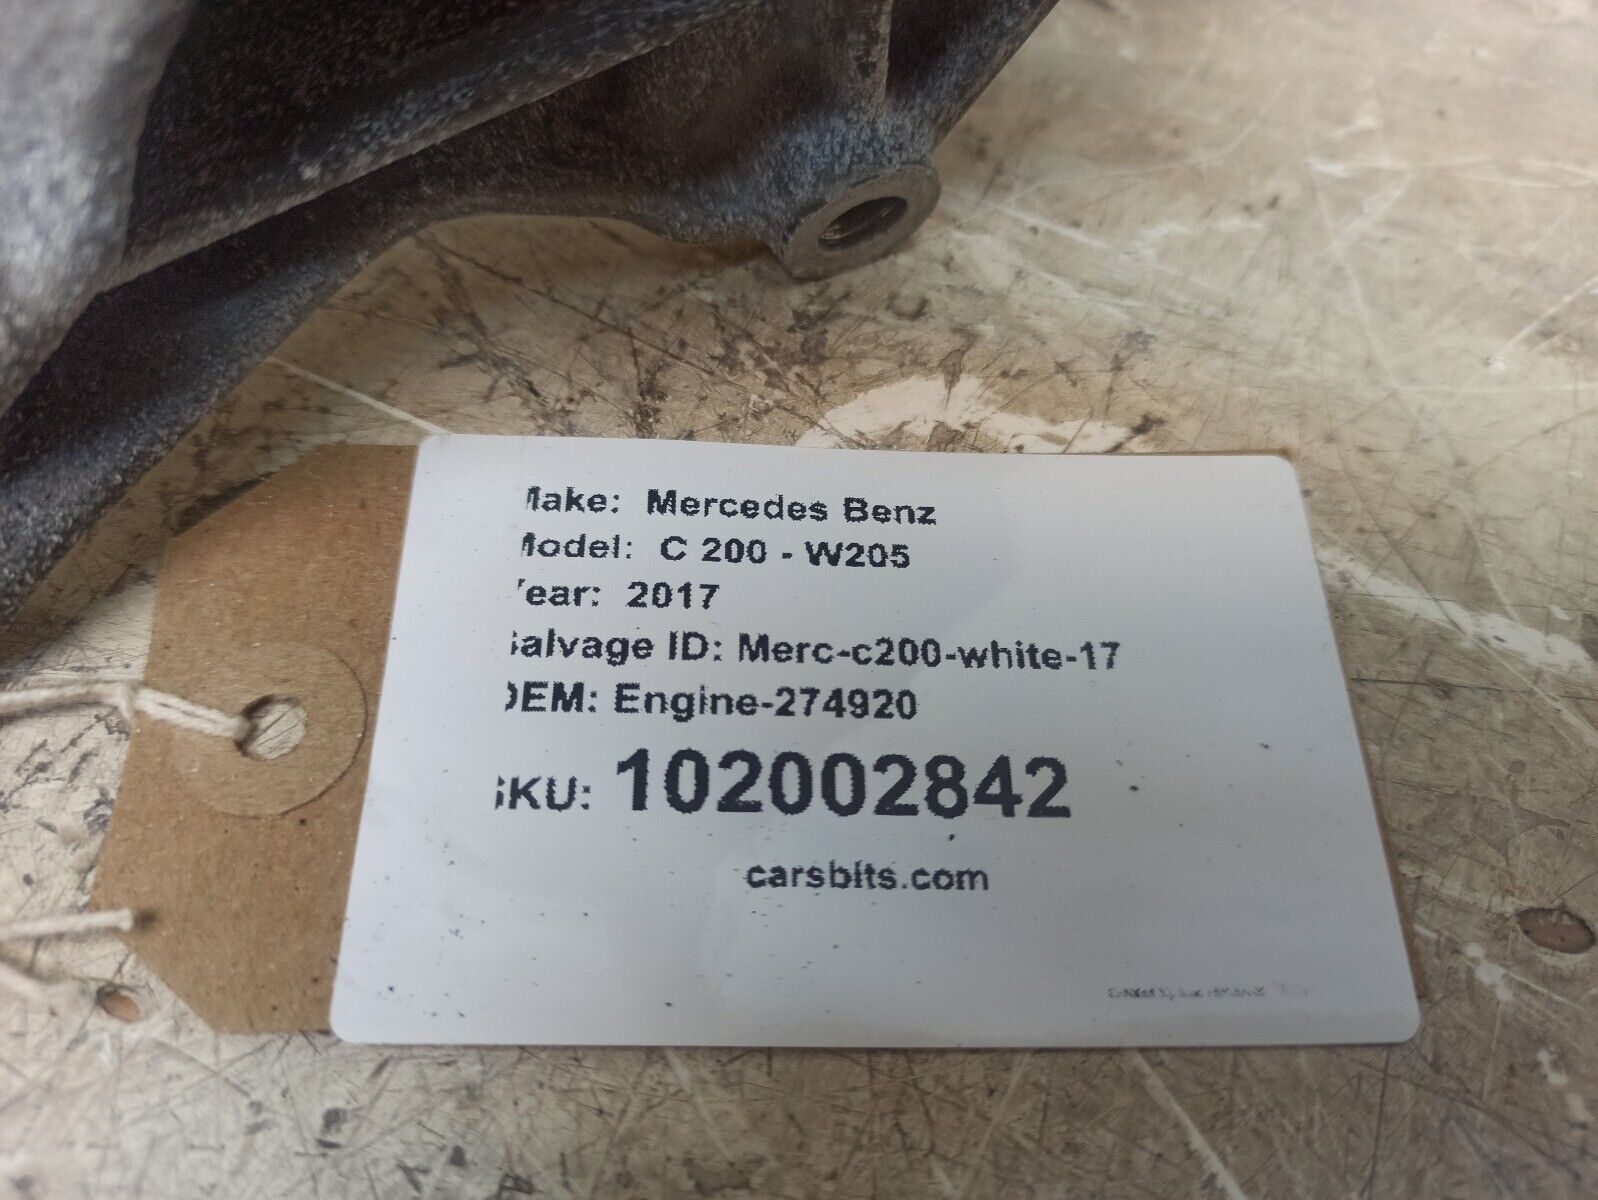 Make: Mercedes Benz
Model: C 200 - W205
Year: 2017
Salvage ID: Merc-c200-white-17
OEM: Engine-274920
SKU: 102002842
carsbits.com